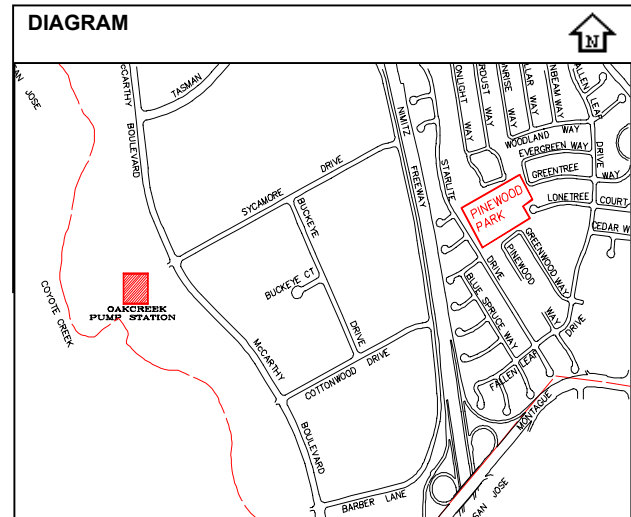 DIAGRAM
N
SAN JOSE
McCARTHY
BOULEVARD
TASMAN
SYCAMORE DRIVE
BUCKEYE
DRIVE
BUCKEYE CT
NIMITZ
FREEWAY
STARLITE
DRIVE
WOODLAND WAY
EVERGREEN WAY
GREENTREE
WAY
LONETREE COURT
CEDAR W
FALLEN LEAF
DRIVE
PINEWOOD
PARK
GREENWOOD WAY
PINEWOOD
WAY
BLUE SPRUCE WAY
FALLEN LEAF
DRIVE
OAKCREEK
PUMP STATION
COYOTE CREEK
McCARTHY
BOULEVARD
COTTONWOOD DRIVE
MONTAGUE
BARBER LANE
SAN JOSE